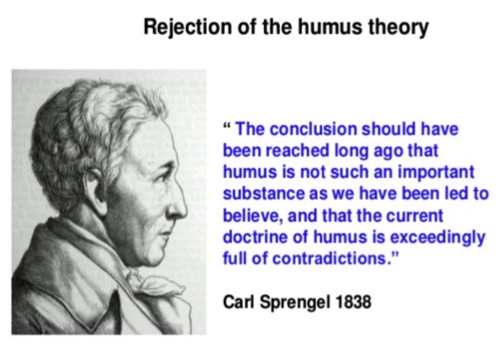 Rejection of the humus theory
“ The conclusion should have
been reached long ago that
humus is not such an important
substance as we have been led to
believe, and that the current
doctrine of humus is exceedingly
full of contradictions.”
Carl Sprengel 1838